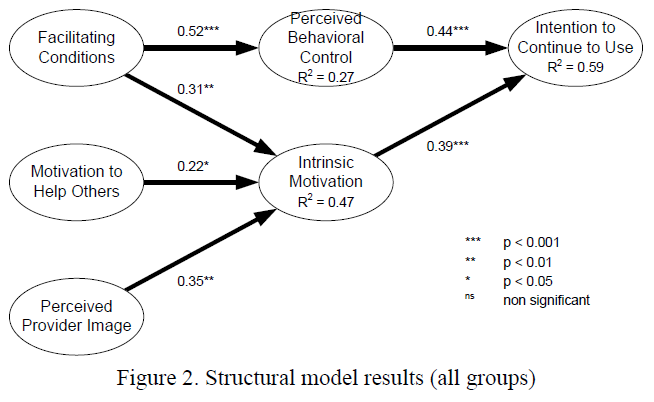 Facilitating
Conditions
0.52***
Perceived
Behavioral
Control
R² = 0.27
0.44***
Intention to
Continue to Use
R² = 0.59
0.31**
Motivation to
Help Others
0.22*
Intrinsic
Motivation
R² = 0.47
0.39***
0.35**
Perceived
Provider Image
*** p < 0.001
** p < 0.01
* p < 0.05
ns non significant
Figure 2. Structural model results (all groups)